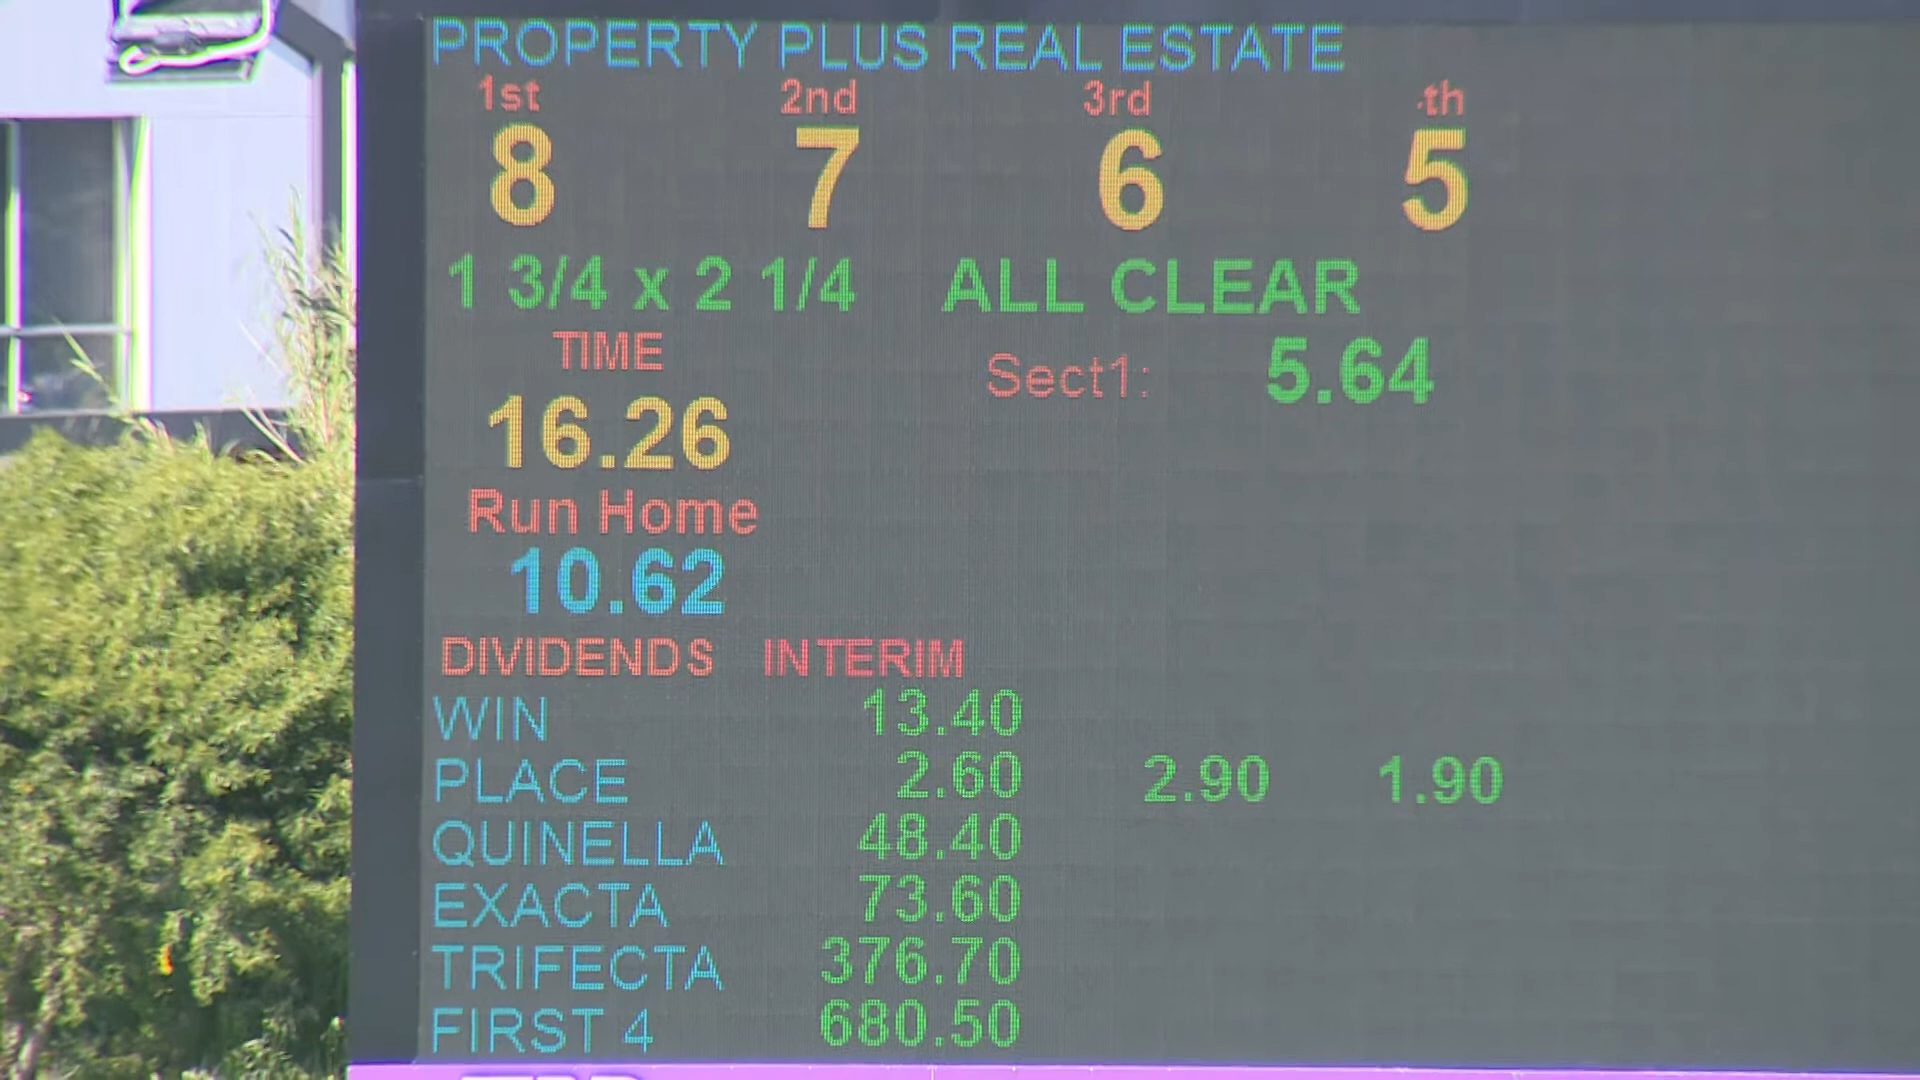 PROPERTY PLUS REAL ESTATE
1st 2nd 3rd th
8 7 6 5
1 3/4 x 2 1/4 ALL CLEAR
TIME Sect1: 5.64
16.26
Run Home
10.62
DIVIDENDS INTERIM
WIN 13.40
PLACE 2.60 2.90 1.90
QUINELLA 48.40
EXACTA 73.60
TRIFECTA 376.70
FIRST 4 680.50